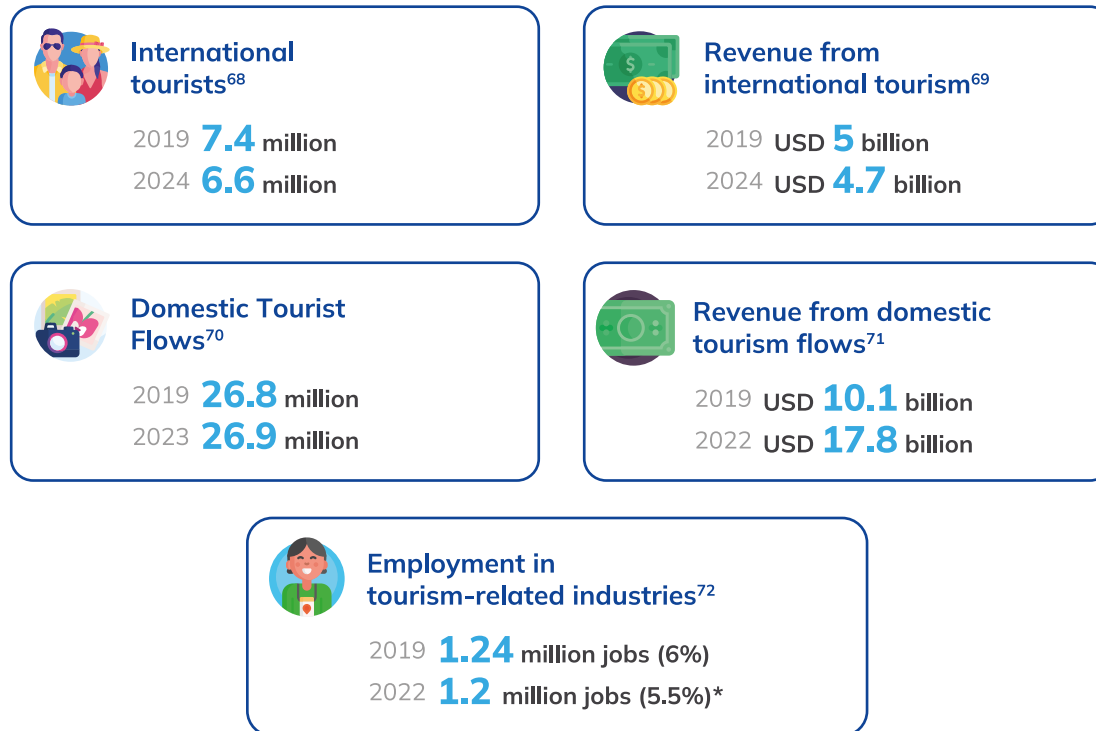 International
tourists⁶⁸
2019 7.4 million
2024 6.6 million
Revenue from
international tourism⁶⁹
2019 USD 5 billion
2024 USD 4.7 billion
Domestic Tourist
Flows⁷⁰
2019 26.8 million
2023 26.9 million
Revenue from domestic
tourism flows⁷¹
2019 USD 10.1 billion
2022 USD 17.8 billion
Employment in
tourism-related industries⁷²
2019 1.24 million jobs (6%)
2022 1.2 million jobs (5.5%)*